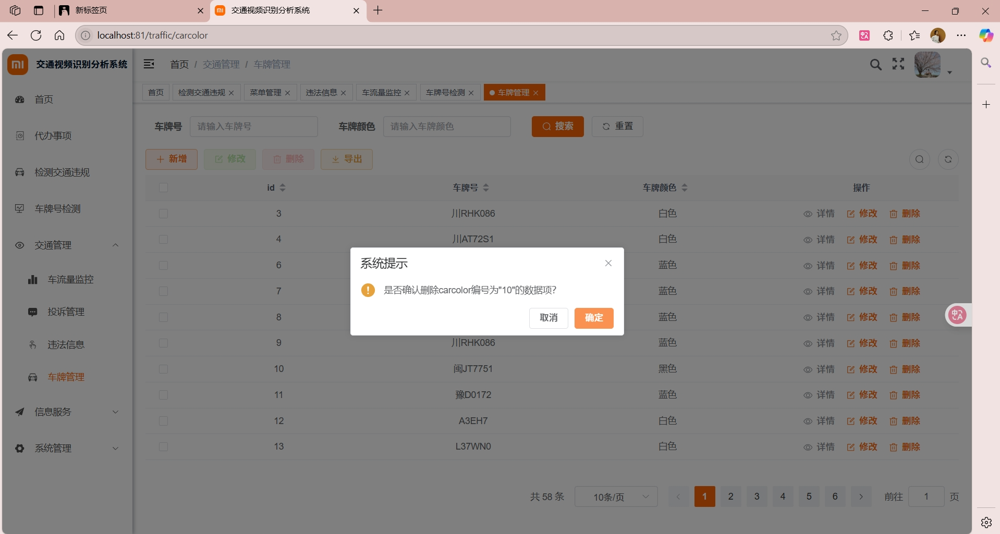 新标签页
交通视频识别分析系统
localhost:81/traffic/carcolor
mi 交通视频识别分析系统
首页 / 交通管理 / 车牌管理
首页 检测交通违规 菜单管理 违法信息 车流量监控 车牌号检测 车牌管理
首页
代办事项
检测交通违规
车牌号检测
交通管理
车流量监控
投诉管理
违法信息
车牌管理
信息服务
系统管理
车牌号 请输入车牌号 车牌颜色 请输入车牌颜色 搜索 重置
新增 修改 删除 导出
id 车牌号 车牌颜色 操作
3 川RHK086 白色 详情 修改 删除
4 川AT72S1 白色 详情 修改 删除
6 蓝色 详情 修改 删除
7 蓝色 详情 修改 删除
8 蓝色 详情 修改 删除
9 川RHK086 蓝色 详情 修改 删除
10 闽JT7751 黑色 详情 修改 删除
11 豫D0172 蓝色 详情 修改 删除
12 A3EH7 白色 详情 修改 删除
13 L37WN0 白色 详情 修改 删除
系统提示
是否确认删除carcolor编号为"10"的数据项?
取消 确定
共 58 条 10条/页 1 2 3 4 5 6 前往 1 页